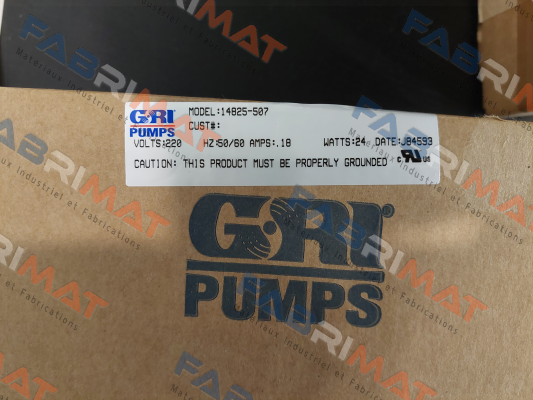 GRI
PUMPS
MODEL:14825-507
CUST#:
VOLTS:220 HZ:50/60 AMPS:.18 WATTS:24 DATE:J84593
CAUTION: THIS PRODUCT MUST BE PROPERLY GROUNDED
GRI®
PUMPS
FABRIMAT
Materiaux Industriel et Fabrications